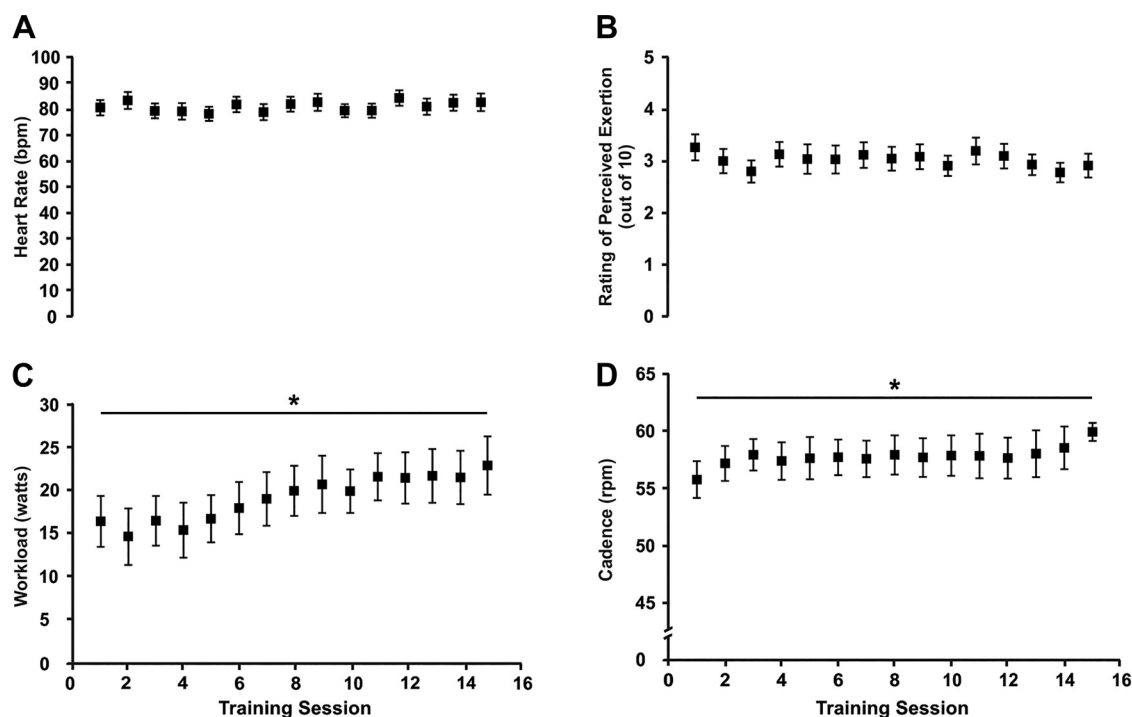 A
100
90
80
70
60
50
40
30
20
10
0
Heart Rate (bpm)
B
5
4
3
2
1
0
Rating of Perceived Exertion
(out of 10)
C
*
30
25
20
15
10
5
0
Workload (watts)
0 2 4 6 8 10 12 14 16
Training Session
D
*
65
60
55
50
45
0
Cadence (rpm)
0 2 4 6 8 10 12 14 16
Training Session